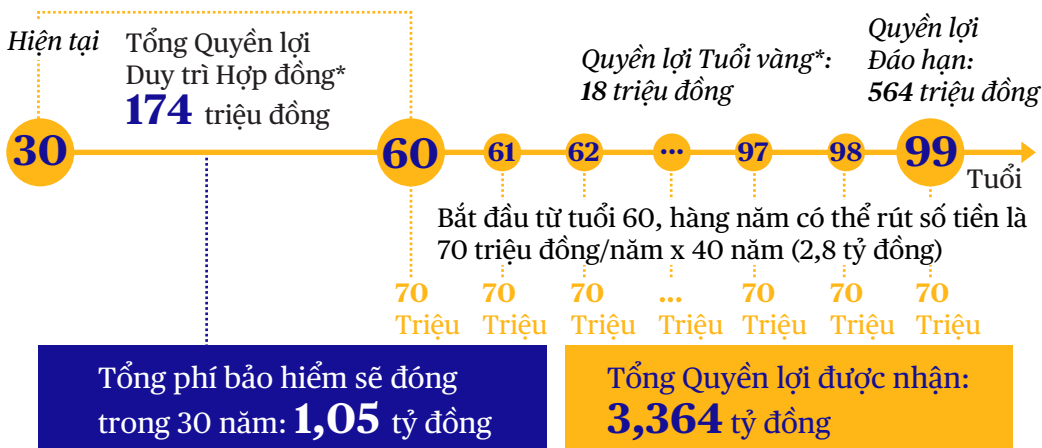 Hiện tại
Tổng Quyền lợi
Duy trì Hợp đồng*
174 triệu đồng
Quyền lợi Tuổi vàng*:
18 triệu đồng
Quyền lợi
Đáo hạn:
564 triệu đồng
30 60 61 62 ... 97 98 99
Tuổi
Bắt đầu từ tuổi 60, hàng năm có thể rút số tiền là
70 triệu đồng/năm x 40 năm (2,8 tỷ đồng)
70 70 70 ... 70 70 70
Triệu Triệu Triệu Triệu Triệu Triệu Triệu
Tổng phí bảo hiểm sẽ đóng
trong 30 năm: 1,05 tỷ đồng
Tổng Quyền lợi được nhận:
3,364 tỷ đồng